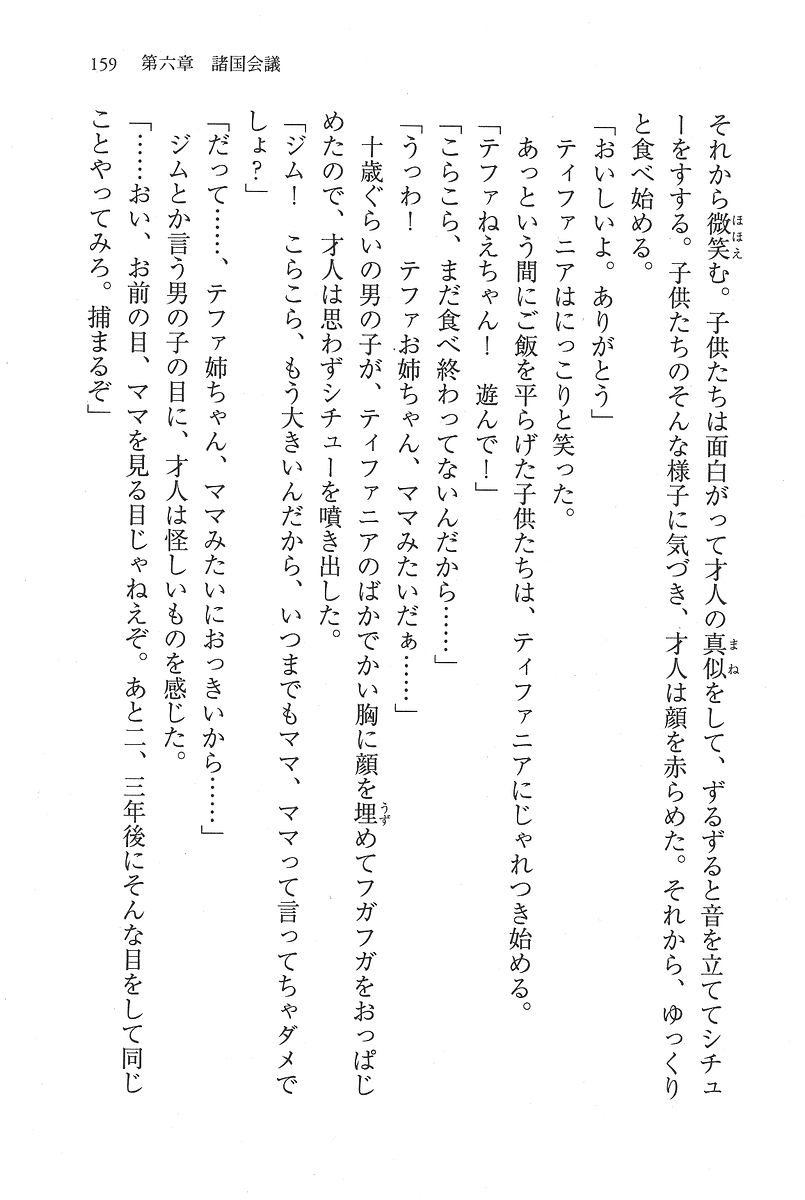 159 第六章 諸国会議
それから微笑む。子供たちは面白がって才人の真似をして、ずるずると音を立ててシチュ
ーをすする。子供たちのそんな様子に気づき、才人は顔を赤らめた。それから、ゆっくり
と食べ始める。
「おいしいよ。ありがとう」
ティファニアはにっこりと笑った。
あっという間にご飯を平らげた子供たちは、ティファニアにじゃれつき始める。
「テファねえちゃん！　遊んで！」
「こらこら、まだ食べ終わってないんだから……」
「うっわ！　テファお姉ちゃん、ママみたいだぁ……」
十歳ぐらいの男の子が、ティファニアのばかでかい胸に顔を埋めてフガフガをおっぱじ
めたので、才人は思わずシチューを噴き出した。
「ジム！　こらこら、もう大きいんだから、いつまでもママ、ママって言ってちゃダメで
しょ？」
「だって……、テファ姉ちゃん、ママみたいにおっきいから……」
ジムとか言う男の子の目に、才人は怪しいものを感じた。
「……おい、お前の目、ママを見る目じゃねえぞ。あと二、三年後にそんな目をして同じ
ことやってみろ。捕まるぞ」
ほほえ
まね
うず